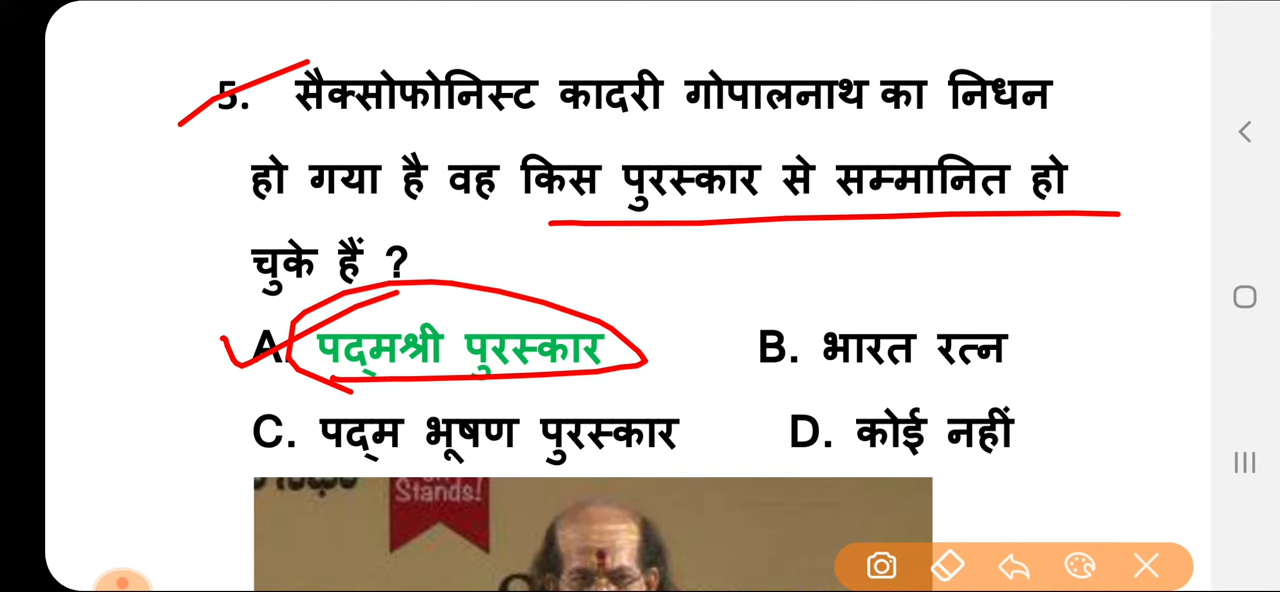 5. सैक्सोफोनिस्ट कादरी गोपालनाथ का निधन
हो गया है वह किस पुरस्कार से सम्मानित हो
चुके हैं ?
A. पद्मश्री पुरस्कार B. भारत रत्न
C. पद्म भूषण पुरस्कार D. कोई नहीं
Stands!